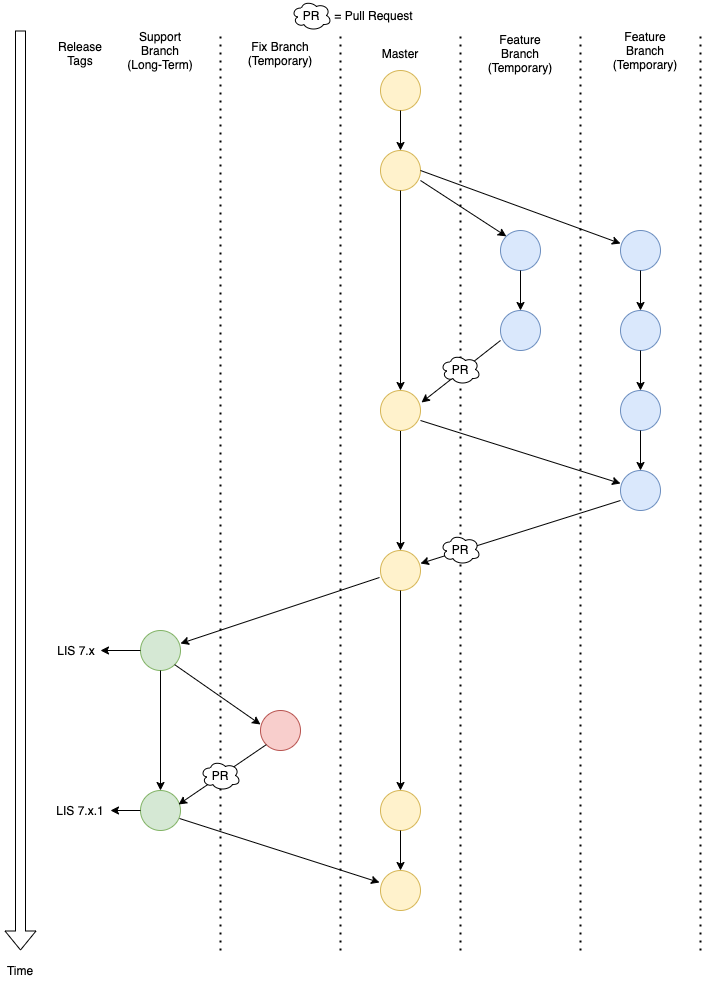 PR = Pull Request
Release
Tags
Support
Branch
(Long-Term)
Fix Branch
(Temporary)
Master
Feature
Branch
(Temporary)
Feature
Branch
(Temporary)
PR
PR
LIS 7.x
PR
LIS 7.x.1
Time